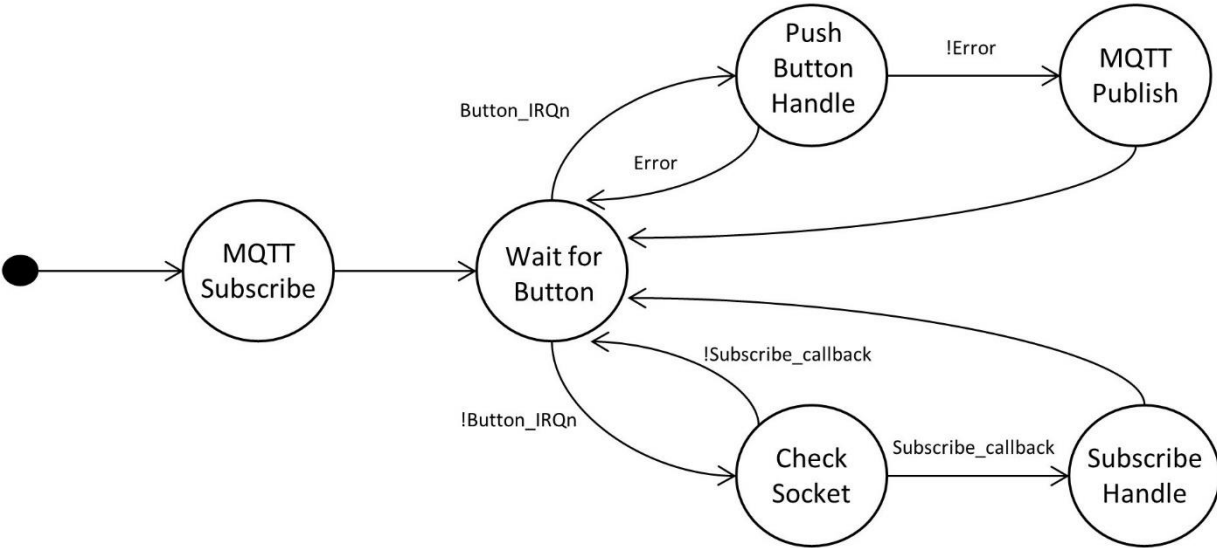 Push
Button
Handle
!Error
MQTT
Publish
Button_IRQn
Error
MQTT
Subscribe
Wait for
Button
!Subscribe_callback
!Button_IRQn
Check
Socket
Subscribe_callback
Subscribe
Handle